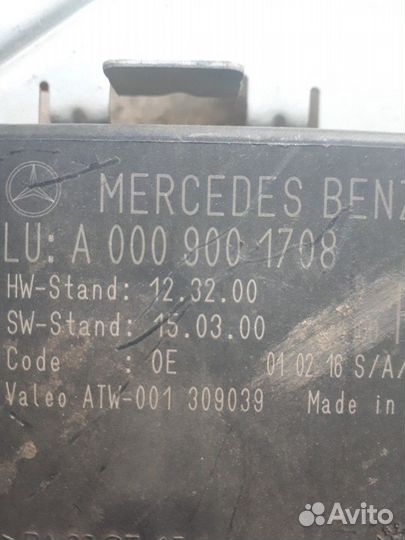 MERCEDES BENZ
LU: A 000 900 1708
HW-Stand: 12.32.00
SW-Stand: 15.03.00
Code : 0E 01 02 16 S/A/
Valeo ATW-001 309039 Made in
Avito